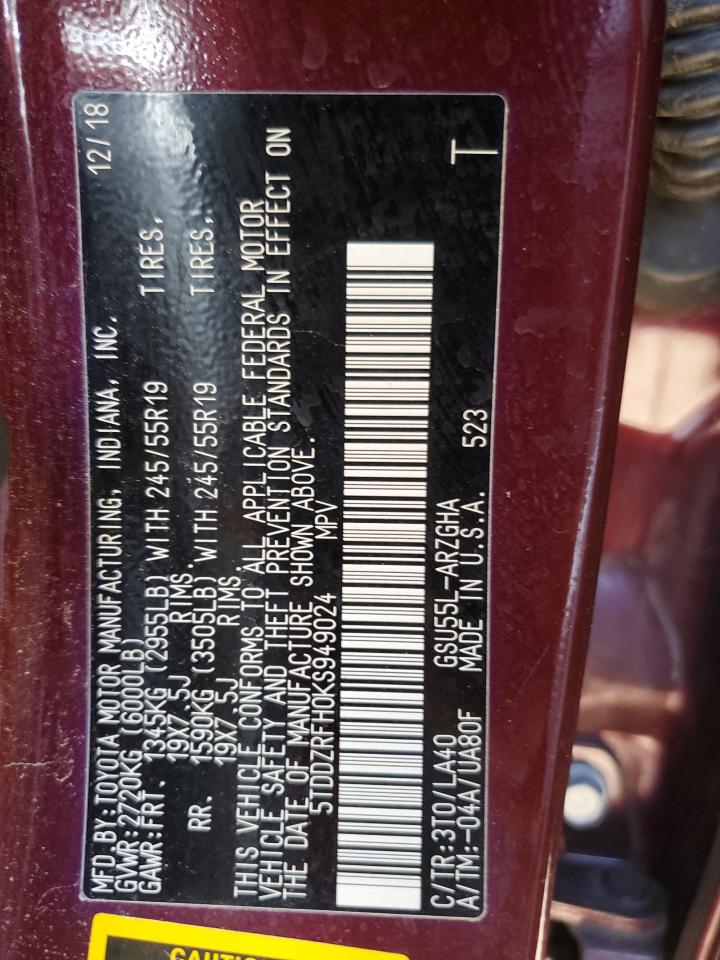 MFD.BY:TOYOTA MOTOR MANUFACTURING, INDIANA, INC. 12/18
GVWR:2720KG (6000LB)
GAWR:FRT. 1345KG (2955LB) WITH 245/55R19 TIRES,
19X7.5J RIMS.
RR. 1590KG (3505LB) WITH 245/55R19 TIRES,
19X7.5J RIMS
THIS VEHICLE CONFORMS TO ALL APPLICABLE FEDERAL MOTOR
VEHICLE SAFETY AND THEFT PREVENTION STANDARDS IN EFFECT ON
THE DATE OF MANUFACTURE SHOWN ABOVE.
5TDDZRFH0KS949024 MPV
C/TR:3T0/LA40 GSU55L-ARZGHA T
A/TM:-04A/UA80F MADE IN U.S.A. 523